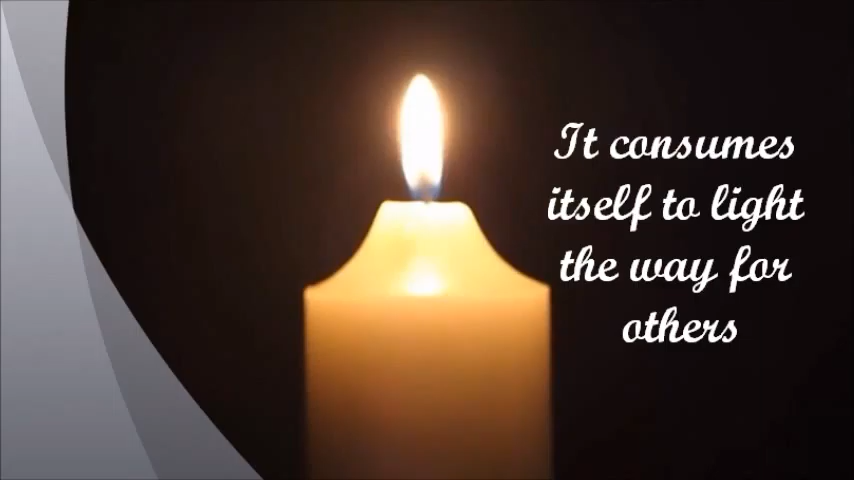 It consumes
itself to light
the way for
others